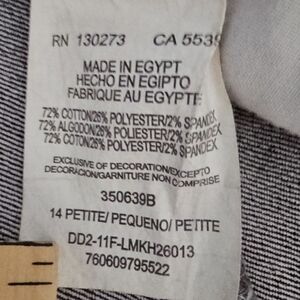 RN 130273 CA 5539
MADE IN EGYPT
HECHO EN EGIPTO
FABRIQUE AU EGYPTE
72% COTTON/26% POLYESTER/2% SPANDEX
72% ALGODON/26% POLIESTER/2% SPANDEX
72% COTON/26% POLYESTER/2% SPANDEX
EXCLUSIVE OF DECORATION/EXCEPTO
DECORACION/GARNITURE NON COMPRISE
350639B
14 PETITE/ PEQUENO/ PETITE
DD2-11F-LMKH26013
760609795522